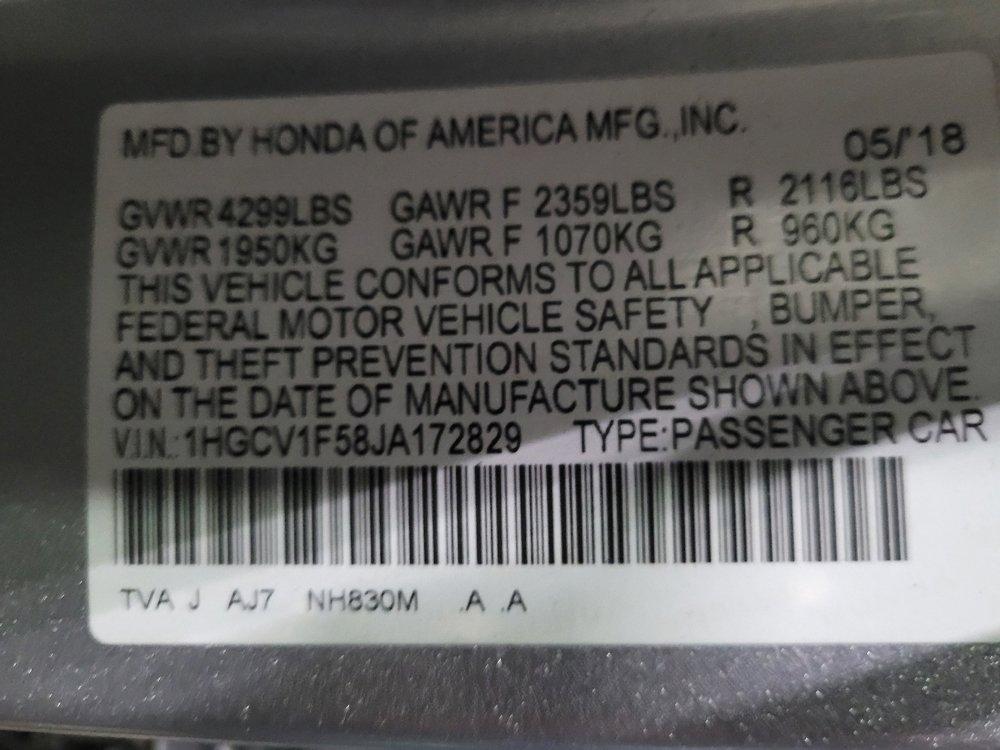 MFD.BY HONDA OF AMERICA MFG.,INC.
05/'18
GVWR 4299LBS GAWR F 2359LBS R 2116LBS
GVWR 1950KG GAWR F 1070KG R 960KG
THIS VEHICLE CONFORMS TO ALL APPLICABLE
FEDERAL MOTOR VEHICLE SAFETY , BUMPER,
AND THEFT PREVENTION STANDARDS IN EFFECT
ON THE DATE OF MANUFACTURE SHOWN ABOVE.
V.I.N.:1HGCV1F58JA172829 TYPE:PASSENGER CAR
TVA J AJ7 NH830M .A .A